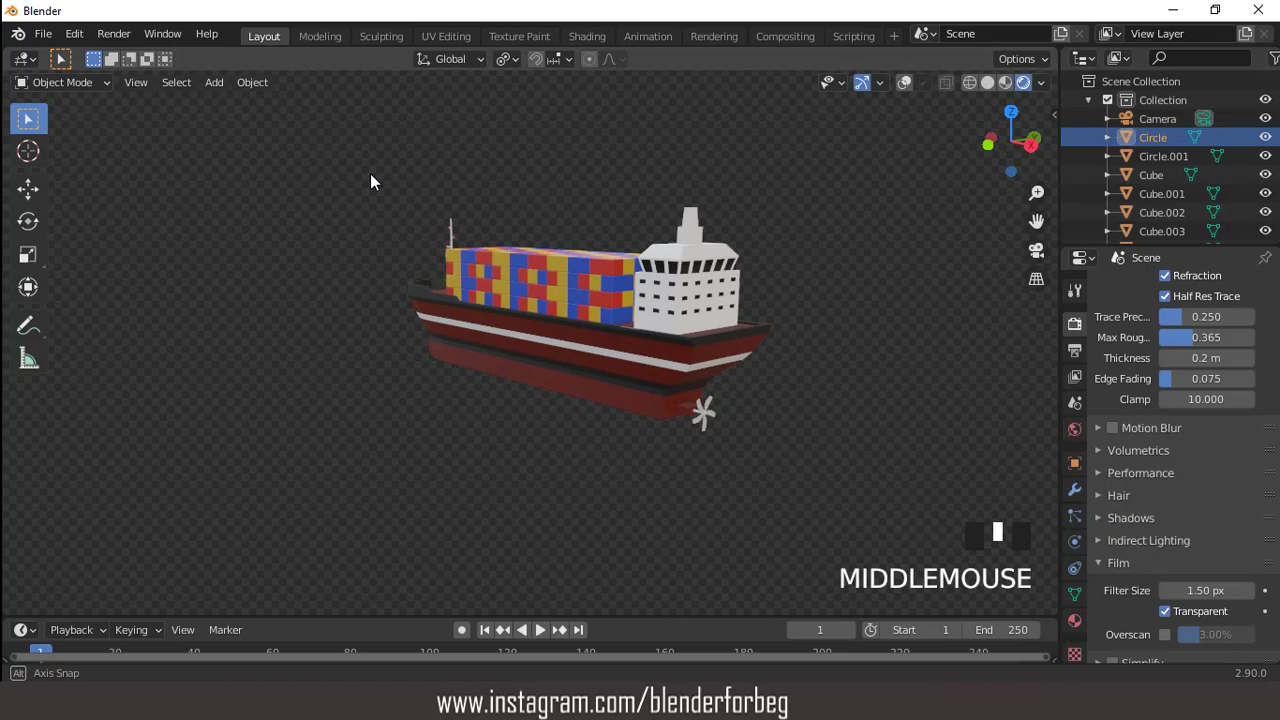 Blender
File Edit Render Window Help Layout Modeling Sculpting UV Editing Texture Paint Shading Animation Rendering Compositing Scripting + Scene View Layer
Global Options
Object Mode View Select Add Object
Scene Collection
Collection
Camera
Circle
Circle.001
Cube
Cube.001
Cube.002
Cube.003
Z
X
Scene
Refraction
Half Res Trace
Trace Prec... 0.250
Max Roug... 0.365
Thickness 0.2 m
Edge Fading 0.075
Clamp 10.000
Motion Blur
Volumetrics
Performance
Hair
Shadows
Indirect Lighting
Film
Filter Size 1.50 px
Transparent
Overscan 3.00%
MIDDLEMOUSE
Playback Keying View Marker 1 Start 1 End 250
Alt Axis Snap 2.90.0
www.instagram.com/blenderforbeg